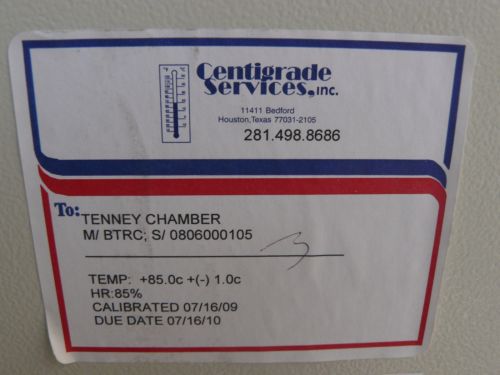 Centigrade
Services, INC.
11411 Bedford
Houston, Texas 77031-2105
281.498.8686
To: TENNEY CHAMBER
M/ BTRC; S/ 0806000105
TEMP: +85.0c +(-) 1.0c
HR:85%
CALIBRATED 07/16/09
DUE DATE 07/16/10